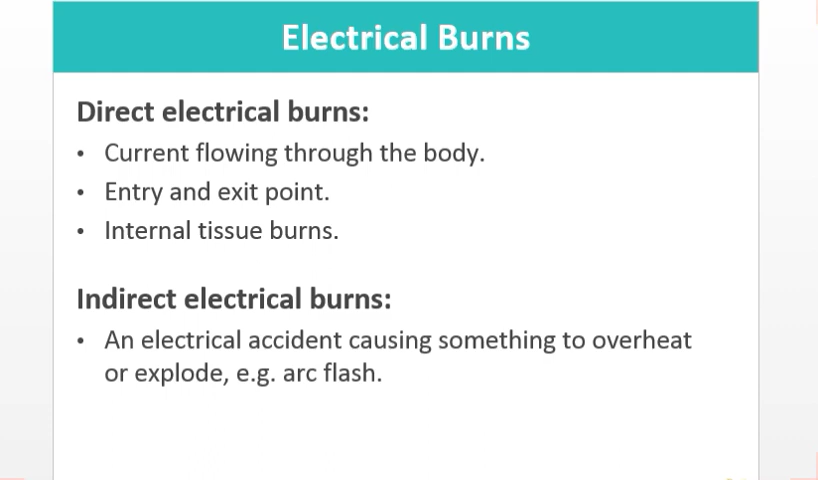 Electrical Burns
Direct electrical burns:
• Current flowing through the body.
• Entry and exit point.
• Internal tissue burns.
Indirect electrical burns:
• An electrical accident causing something to overheat
or explode, e.g. arc flash.